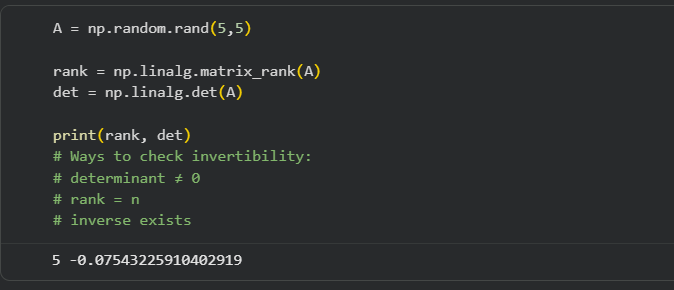 A = np.random.rand(5,5)
rank = np.linalg.matrix_rank(A)
det = np.linalg.det(A)
print(rank, det)
# Ways to check invertibility:
# determinant ≠ 0
# rank = n
# inverse exists
5 -0.07543225910402919